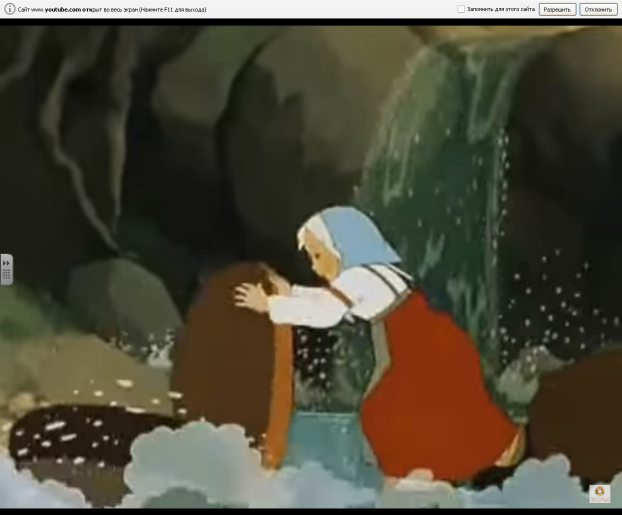 Сайт www.youtube.com открыт во весь экран (Нажмите F11 для выхода)
Запомнить для этого сайта
Разрешить
Отклонить